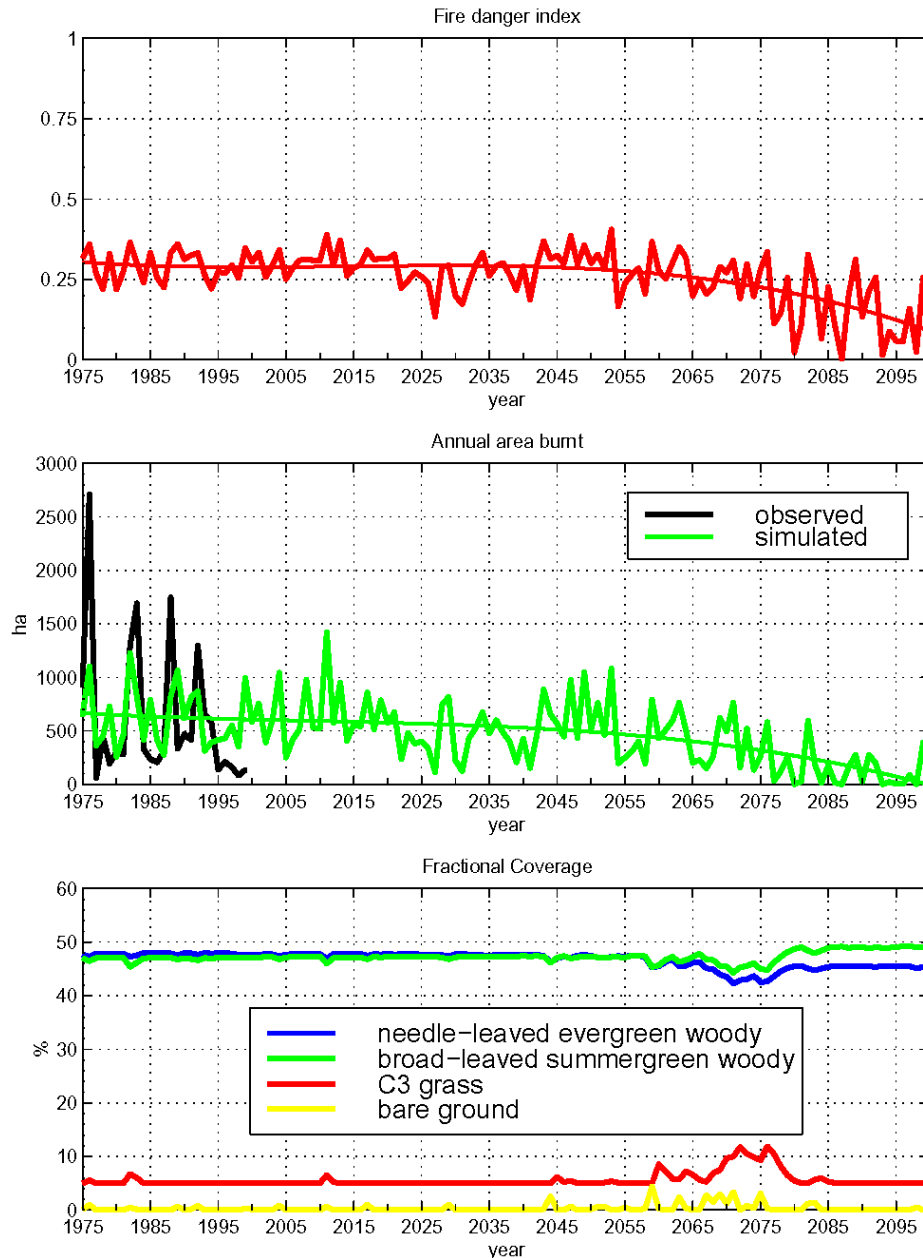 Fire danger index
1
0.75
0.5
0.25
0
1975 1985 1995 2005 2015 2025 2035 2045 2055 2065 2075 2085 2095
year
Annual area burnt
3000
2500
2000
1500
1000
500
0
ha
observed
simulated
1975 1985 1995 2005 2015 2025 2035 2045 2055 2065 2075 2085 2095
year
Fractional Coverage
60
50
40
30
20
10
0
%
needle-leaved evergreen woody
broad-leaved summergreen woody
C3 grass
bare ground
1975 1985 1995 2005 2015 2025 2035 2045 2055 2065 2075 2085 2095
year